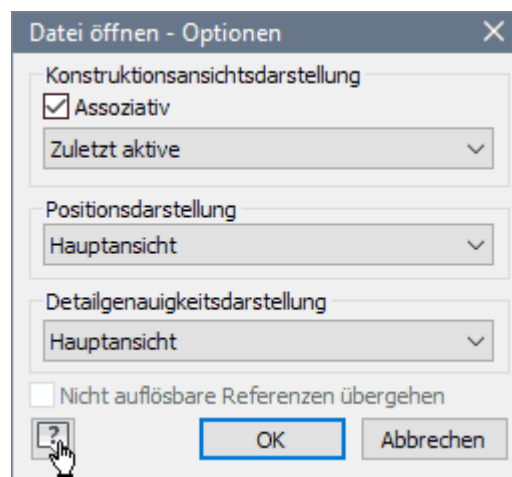 Datei öffnen - Optionen
Konstruktionsansichtsdarstellung
Assoziativ
Zuletzt aktive
Positionsdarstellung
Hauptansicht
Detailgenauigkeitsdarstellung
Hauptansicht
Nicht auflösbare Referenzen übergehen
? OK Abbrechen